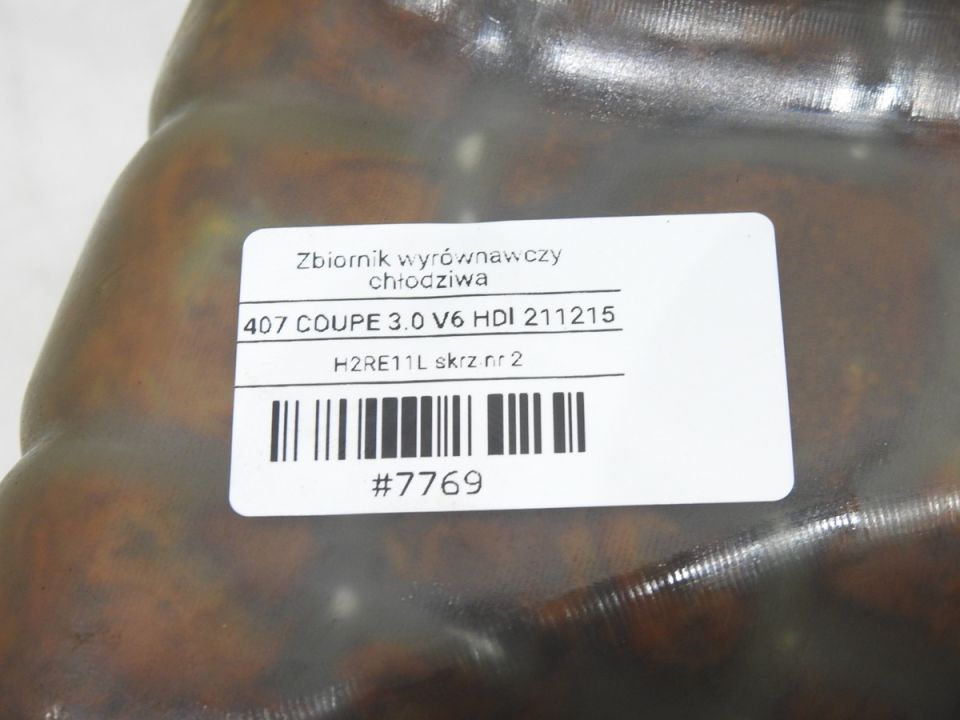 Zbiornik wyrównawczy
chłodziwa
407 COUPE 3.0 V6 HDI 211215
H2RE11L skrz nr 2
#7769